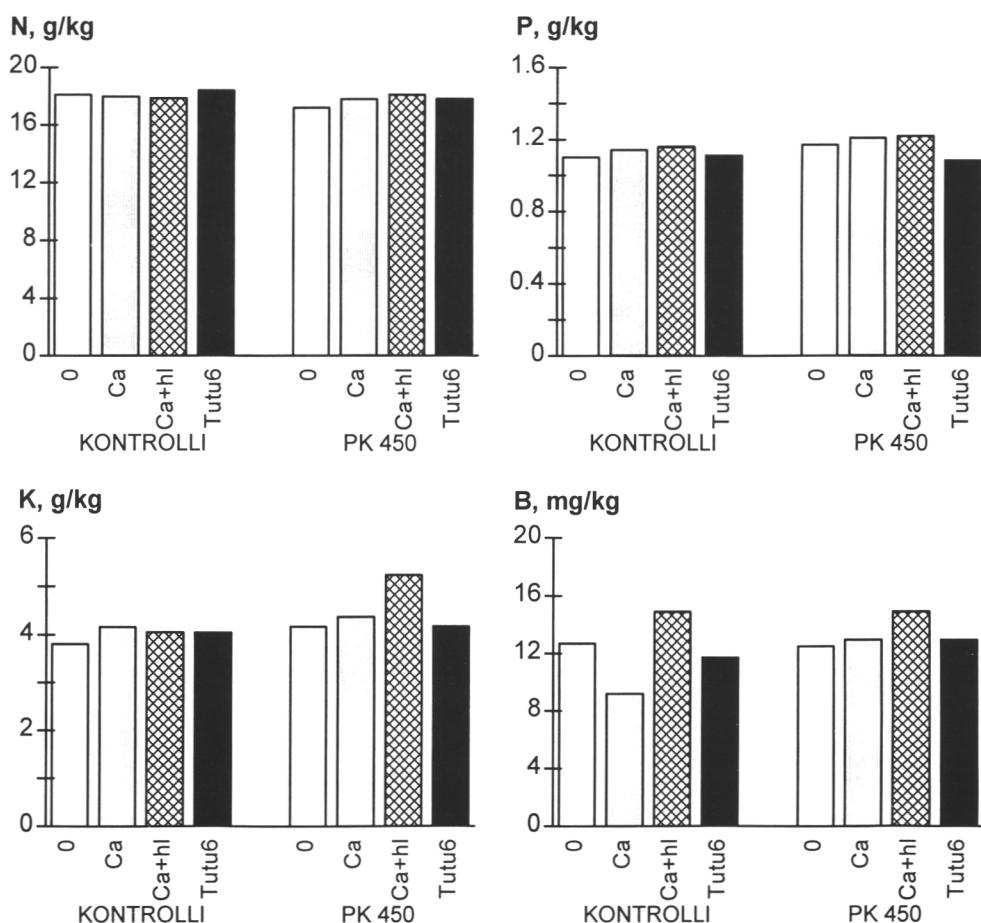 N, g/kg
20
16
12
8
4
0
0
Ca
Ca+hl
Tutu6
0
Ca
Ca+hl
Tutu6
KONTROLLI
PK 450
P, g/kg
1.6
1.2
0.8
0.4
0
0
Ca
Ca+hl
Tutu6
0
Ca
Ca+hl
Tutu6
KONTROLLI
PK 450
K, g/kg
6
4
2
0
0
Ca
Ca+hl
Tutu6
0
Ca
Ca+hl
Tutu6
KONTROLLI
PK 450
B, mg/kg
20
16
12
8
4
0
0
Ca
Ca+hl
Tutu6
0
Ca
Ca+hl
Tutu6
KONTROLLI
PK 450